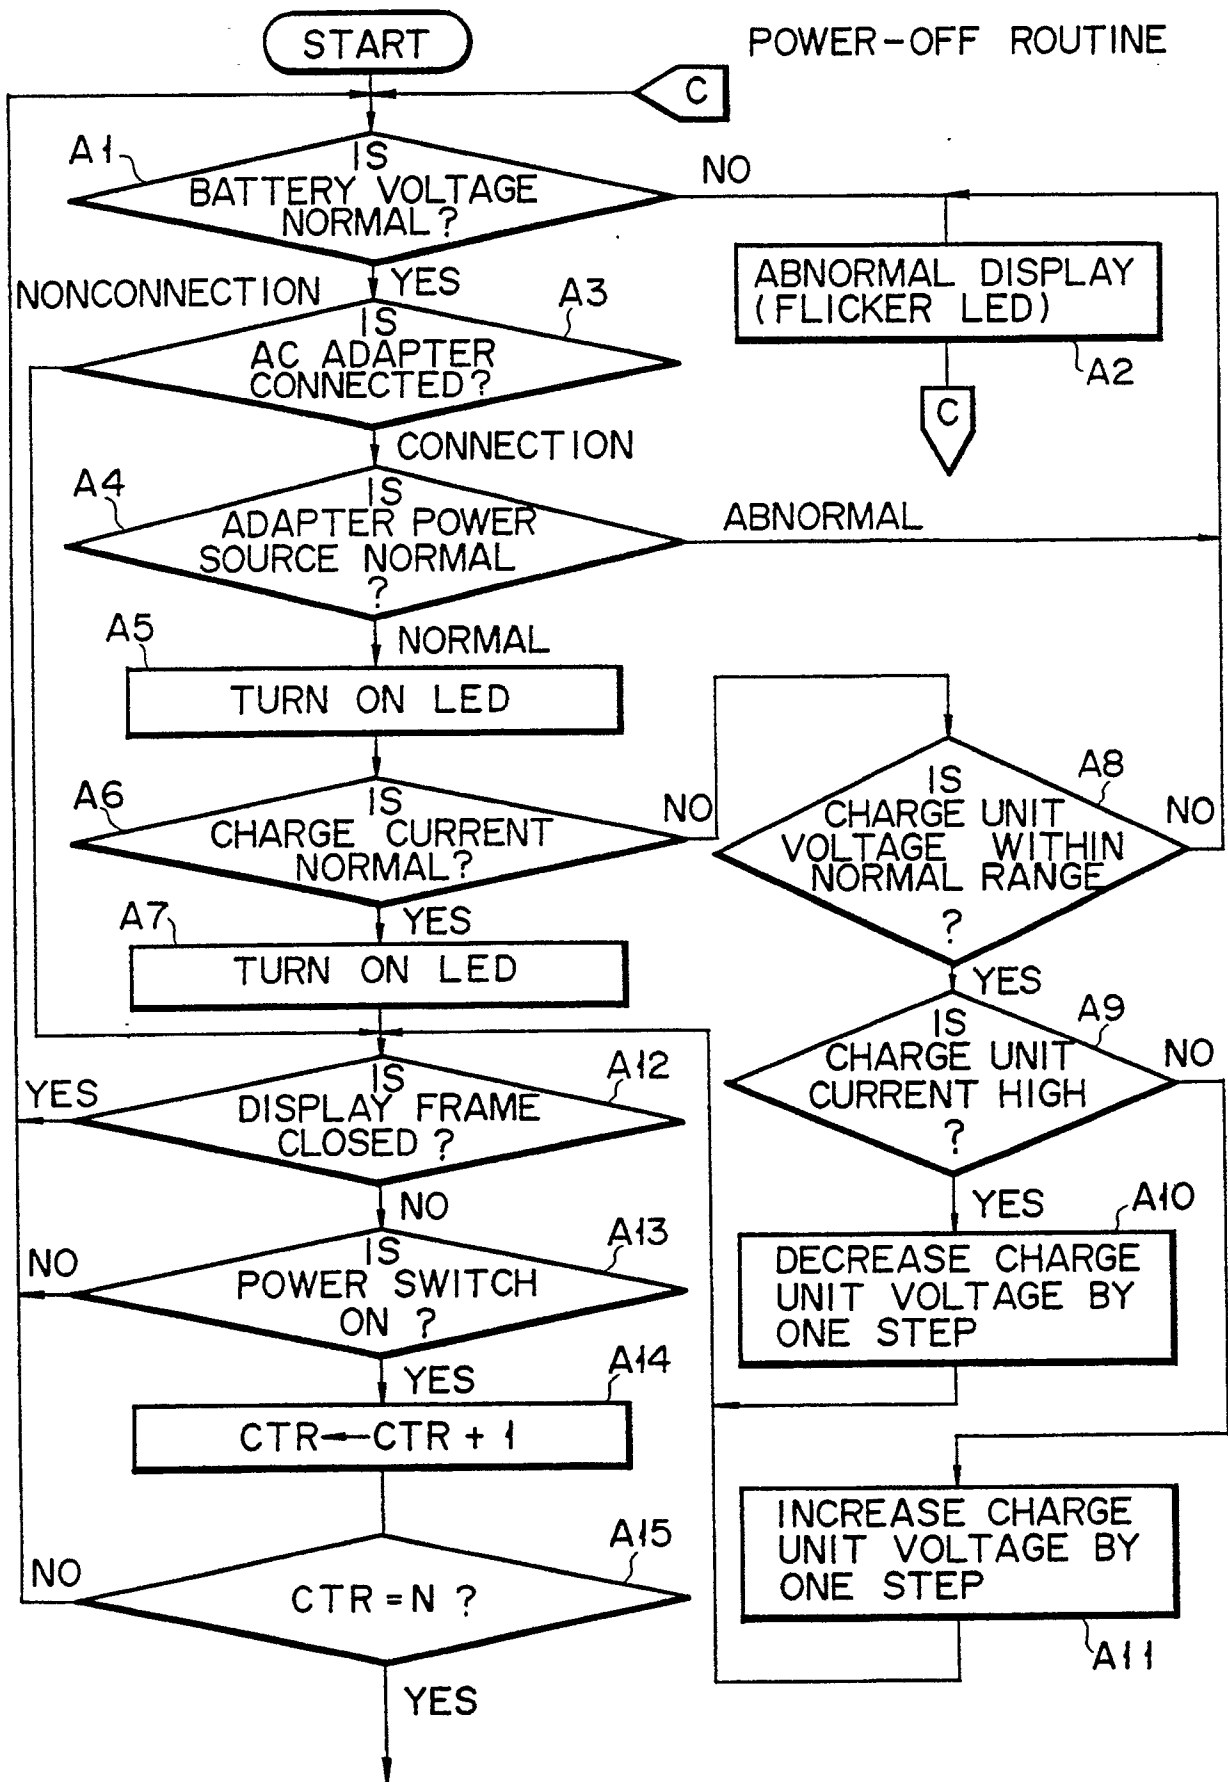 START
POWER-OFF ROUTINE
C
A1
IS
BATTERY VOLTAGE
NORMAL?
NO
YES
ABNORMAL DISPLAY
(FLICKER LED)
A2
C
NONCONNECTION
A3
IS
AC ADAPTER
CONNECTED?
CONNECTION
A4
IS
ADAPTER POWER
SOURCE NORMAL
?
ABNORMAL
NORMAL
A5
TURN ON LED
A6
IS
CHARGE CURRENT
NORMAL?
NO
YES
A7
TURN ON LED
A8
IS
CHARGE UNIT
VOLTAGE WITHIN
NORMAL RANGE
?
NO
YES
A9
IS
CHARGE UNIT
CURRENT HIGH
?
NO
YES
A10
DECREASE CHARGE
UNIT VOLTAGE BY
ONE STEP
INCREASE CHARGE
UNIT VOLTAGE BY
ONE STEP
A11
A12
IS
DISPLAY FRAME
CLOSED?
YES
NO
A13
IS
POWER SWITCH
ON ?
NO
YES
A14
CTR←CTR + 1
A15
CTR = N ?
NO
YES